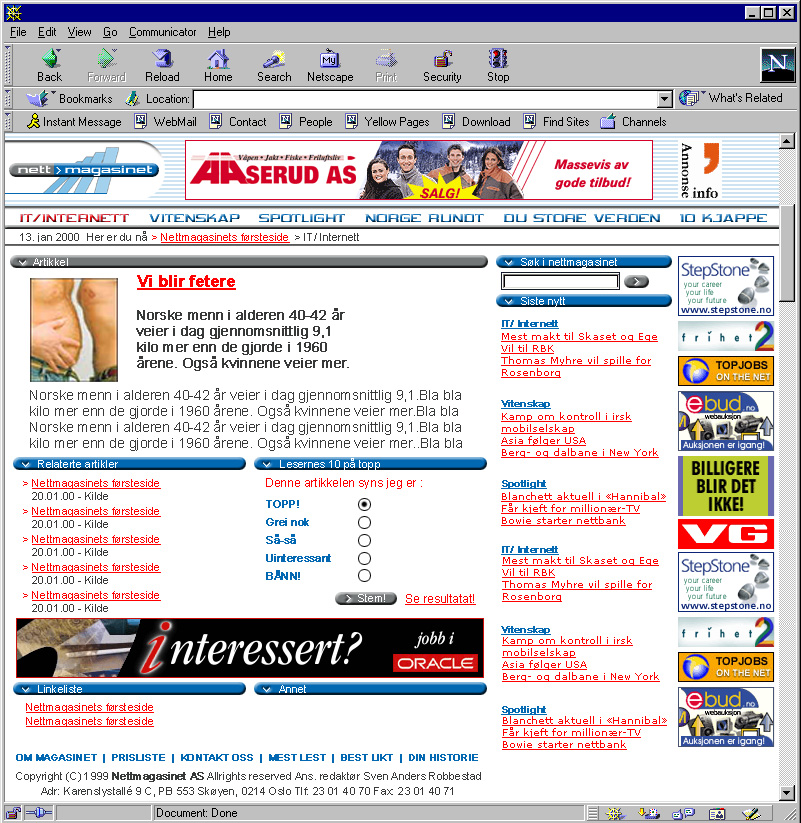 File Edit View Go Communicator Help
Back Forward Reload Home Search Netscape Print Security Stop
My
N
Bookmarks Location: What's Related
Instant Message WebMail Contact People Yellow Pages Download Find Sites Channels
nett>magasinet
Våpen • Jakt • Fiske • Friluftsliv
AASERUD AS
SALG!
Massevis av
gode tilbud!
Annonse info
IT/INTERNETT VITENSKAP SPOTLIGHT NORGE RUNDT DU STORE VERDEN 10 KJAPPE
13. jan 2000 Her er du nå > Nettmagasinets førsteside > IT/ Internett
Artikkel
Vi blir fetere
Norske menn i alderen 40-42 år
veier i dag gjennomsnittlig 9,1
kilo mer enn de gjorde i 1960
årene. Også kvinnene veier mer.
Norske menn i alderen 40-42 år veier i dag gjennomsnittlig 9,1.Bla bla
kilo mer enn de gjorde i 1960 årene. Også kvinnene veier mer.Bla bla
Norske menn i alderen 40-42 år veier i dag gjennomsnittlig 9,1.Bla bla
kilo mer enn de gjorde i 1960 årene. Også kvinnene veier mer..Bla bla
Relaterte artikler
> Nettmagasinets førsteside
20.01.00 - Kilde
> Nettmagasinets førsteside
20.01.00 - Kilde
> Nettmagasinets førsteside
20.01.00 - Kilde
> Nettmagasinets førsteside
20.01.00 - Kilde
> Nettmagasinets førsteside
20.01.00 - Kilde
Lesernes 10 på topp
Denne artikkelen syns jeg er :
TOPP!
Grei nok
Så-så
Uinteressant
BÅNN!
> Stem! Se resultatat!
interessert?
jobb i
ORACLE
Linkeliste
Nettmagasinets førsteside
Nettmagasinets førsteside
Annet
Søk i nettmagasinet
Siste nytt
IT/ Internett
Mest makt til Skaset og Ege
Vil til RBK
Thomas Myhre vil spille for
Rosenborg
Vitenskap
Kamp om kontroll i irsk
mobilselskap
Asia følger USA
Berg- og dalbane i New York
Spotlight
Blanchett aktuell i «Hannibal»
Får kjeft for millionær-TV
Bowie starter nettbank
IT/ Internett
Mest makt til Skaset og Ege
Vil til RBK
Thomas Myhre vil spille for
Rosenborg
Vitenskap
Kamp om kontroll i irsk
mobilselskap
Asia følger USA
Berg- og dalbane i New York
Spotlight
Blanchett aktuell i «Hannibal»
Får kjeft for millionær-TV
Bowie starter nettbank
StepStone
your career
your life
your future
www.stepstone.no
frihet 2
TOPJOBS
ON THE NET
ebud.no
webauksjon
Auksjonen er igang!
BILLIGERE
BLIR DET
IKKE!
VG
StepStone
your career
your life
your future
www.stepstone.no
frihet 2
TOPJOBS
ON THE NET
ebud.no
webauksjon
Auksjonen er igang!
OM MAGASINET | PRISLISTE | KONTAKT OSS | MEST LEST | BEST LIKT | DIN HISTORIE
Copyright (C) 1999 Nettmagasinet AS Allrights reserved Ans. redaktør Sven Anders Robbestad
Adr: Karenslystallé 9 C, PB 553 Skøyen, 0214 Oslo Tlf: 23 01 40 70 Fax: 23 01 40 71
Document: Done